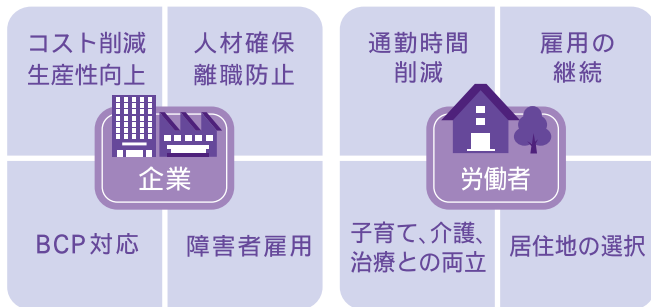 コスト削減
生産性向上
人材確保
離職防止
企業
BCP対応
障害者雇用
通勤時間
削減
雇用の
継続
労働者
子育て、介護、
治療との両立
居住地の選択